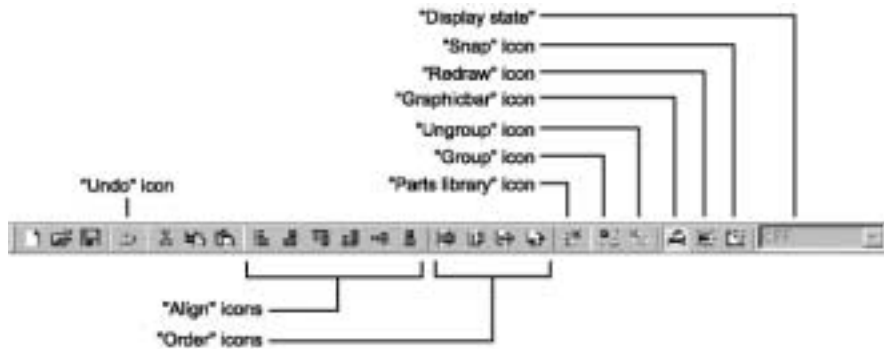 "Display state"
"Snap" icon
"Redraw" icon
"Graphicbar" icon
"Ungroup" icon
"Group" icon
"Parts library" icon
"Undo" icon
OFF
"Align" icons
"Order" icons